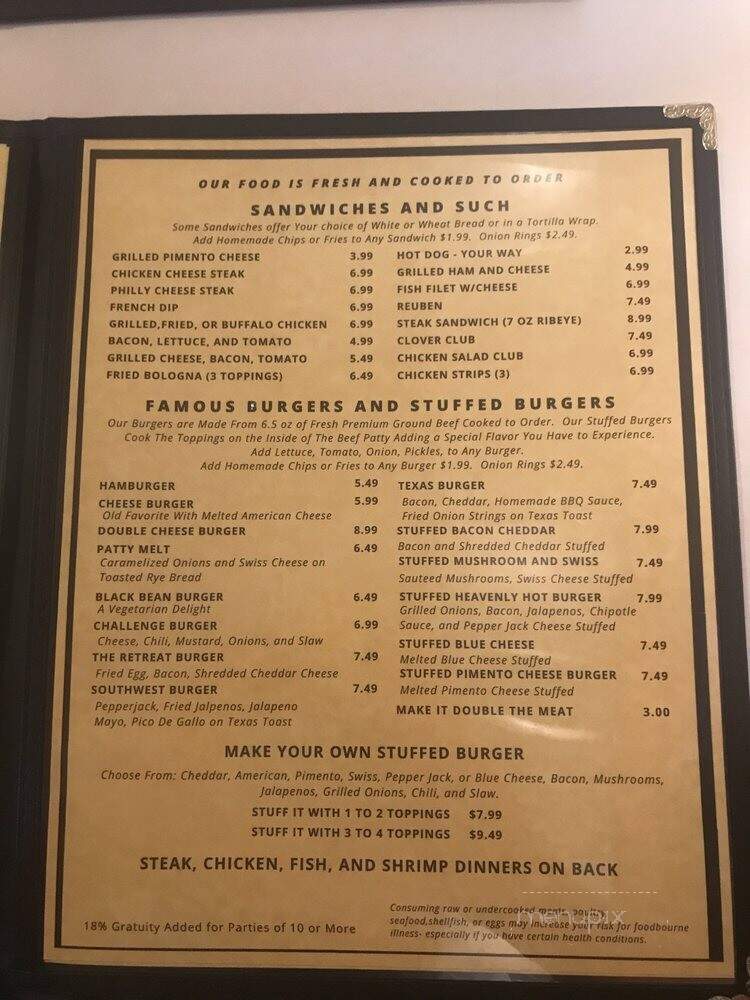 OUR FOOD IS FRESH AND COOKED TO ORDER
SANDWICHES AND SUCH
Some Sandwiches offer Your choice of White or Wheat Bread or in a Tortilla Wrap.
Add Homemade Chips or Fries to Any Sandwich $1.99. Onion Rings $2.49.
GRILLED PIMENTO CHEESE 3.99
CHICKEN CHEESE STEAK 6.99
PHILLY CHEESE STEAK 6.99
FRENCH DIP 6.99
GRILLED,FRIED, OR BUFFALO CHICKEN 6.99
BACON, LETTUCE, AND TOMATO 4.99
GRILLED CHEESE, BACON, TOMATO 5.49
FRIED BOLOGNA (3 TOPPINGS) 6.49
HOT DOG - YOUR WAY 2.99
GRILLED HAM AND CHEESE 4.99
FISH FILET W/CHEESE 6.99
REUBEN 7.49
STEAK SANDWICH (7 OZ RIBEYE) 8.99
CLOVER CLUB 7.49
CHICKEN SALAD CLUB 6.99
CHICKEN STRIPS (3) 6.99
FAMOUS BURGERS AND STUFFED BURGERS
Our Burgers are Made From 6.5 oz of Fresh Premium Ground Beef Cooked to Order. Our Stuffed Burgers
Cook The Toppings on the Inside of The Beef Patty Adding a Special Flavor You Have to Experience.
Add Lettuce, Tomato, Onion, Pickles, to Any Burger.
Add Homemade Chips or Fries to Any Burger $1.99. Onion Rings $2.49.
HAMBURGER 5.49
CHEESE BURGER 5.99
Old Favorite With Melted American Cheese
DOUBLE CHEESE BURGER 8.99
PATTY MELT 6.49
Caramelized Onions and Swiss Cheese on
Toasted Rye Bread
BLACK BEAN BURGER 6.49
A Vegetarian Delight
CHALLENGE BURGER 6.99
Cheese, Chili, Mustard, Onions, and Slaw
THE RETREAT BURGER 7.49
Fried Egg, Bacon, Shredded Cheddar Cheese
SOUTHWEST BURGER 7.49
Pepperjack, Fried Jalpenos, Jalapeno
Mayo, Pico De Gallo on Texas Toast
TEXAS BURGER 7.49
Bacon, Cheddar, Homemade BBQ Sauce,
Fried Onion Strings on Texas Toast
STUFFED BACON CHEDDAR 7.99
Bacon and Shredded Cheddar Stuffed
STUFFED MUSHROOM AND SWISS 7.49
Sauteed Mushrooms, Swiss Cheese Stuffed
STUFFED HEAVENLY HOT BURGER 7.99
Grilled Onions, Bacon, Jalapenos, Chipotle
Sauce, and Pepper Jack Cheese Stuffed
STUFFED BLUE CHEESE 7.49
Melted Blue Cheese Stuffed
STUFFED PIMENTO CHEESE BURGER 7.49
Melted Pimento Cheese Stuffed
MAKE IT DOUBLE THE MEAT 3.00
MAKE YOUR OWN STUFFED BURGER
Choose From: Cheddar, American, Pimento, Swiss, Pepper Jack, or Blue Cheese, Bacon, Mushrooms,
Jalapenos, Grilled Onions, Chili, and Slaw.
STUFF IT WITH 1 TO 2 TOPPINGS $7.99
STUFF IT WITH 3 TO 4 TOPPINGS $9.49
STEAK, CHICKEN, FISH, AND SHRIMP DINNERS ON BACK
18% Gratuity Added for Parties of 10 or More
Consuming raw or undercooked meats, poultry,
seafood,shellfish, or eggs may increase your risk for foodbourne
illness- especially if you have certain health conditions.
menupix